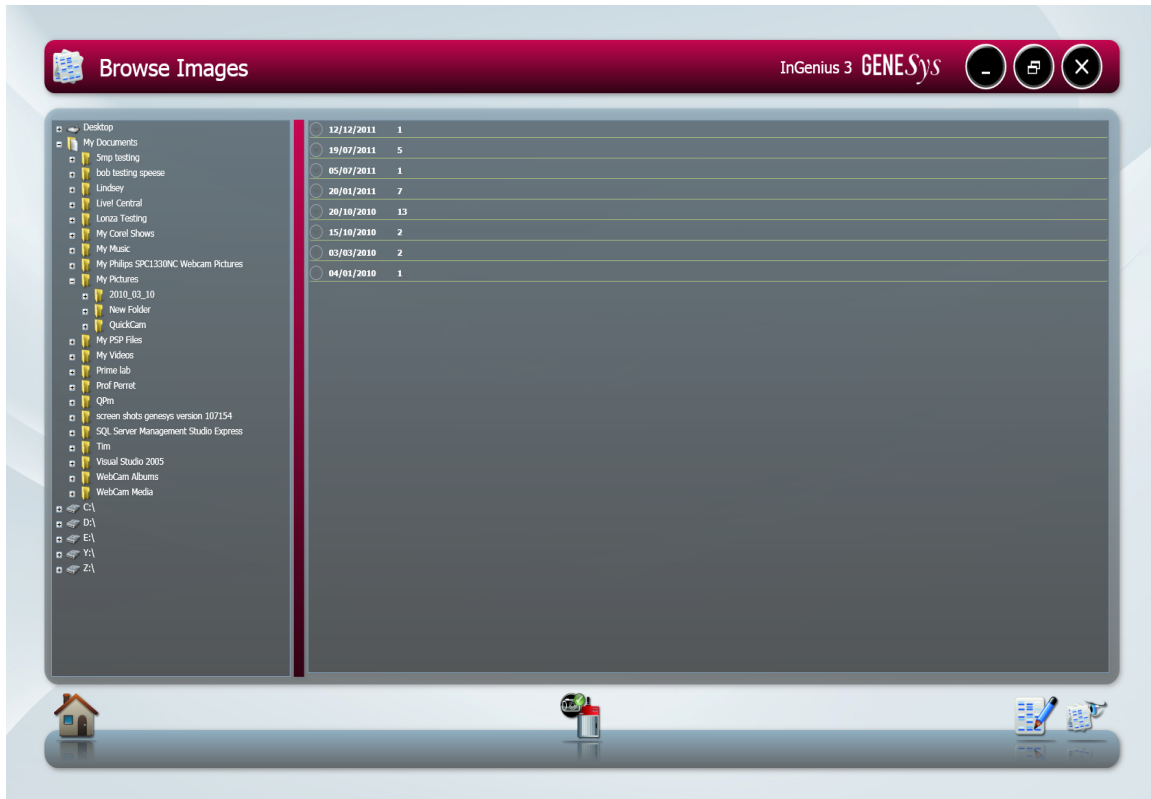 Browse Images
InGenius 3 GENESys
Desktop
My Documents
5mp testing
bob testing speese
Lindsey
Live! Central
Lonza Testing
My Corel Shows
My Music
My Philips SPC1330NC Webcam Pictures
My Pictures
2010_03_10
New Folder
QuickCam
My PSP Files
My Videos
Prime lab
Prof Perret
QPm
screen shots genesys version 107154
SQL Server Management Studio Express
Tim
Visual Studio 2005
WebCam Albums
WebCam Media
C:\
D:\
E:\
Y:\
Z:\
12/12/2011 1
19/07/2011 5
05/07/2011 1
20/01/2011 7
20/10/2010 13
15/10/2010 2
03/03/2010 2
04/01/2010 1